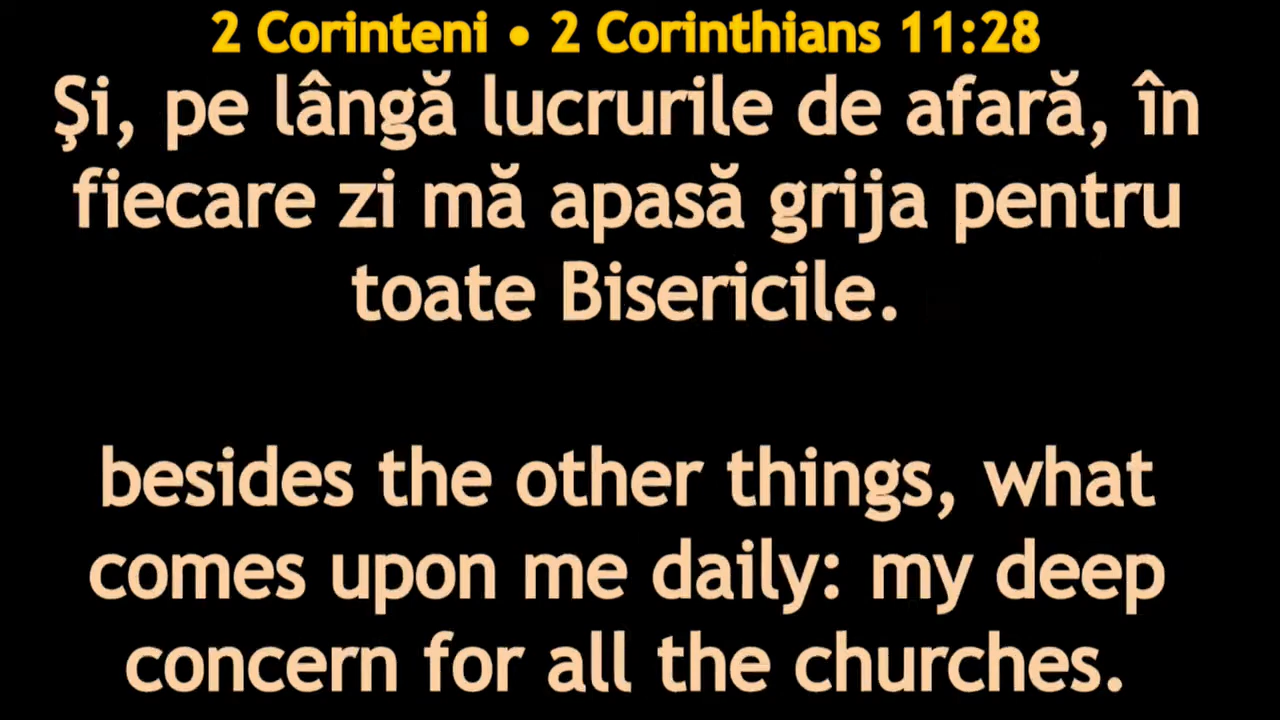 2 Corinteni • 2 Corinthians 11:28
Şi, pe lângă lucrurile de afară, în
fiecare zi mă apasă grija pentru
toate Bisericile.
besides the other things, what
comes upon me daily: my deep
concern for all the churches.